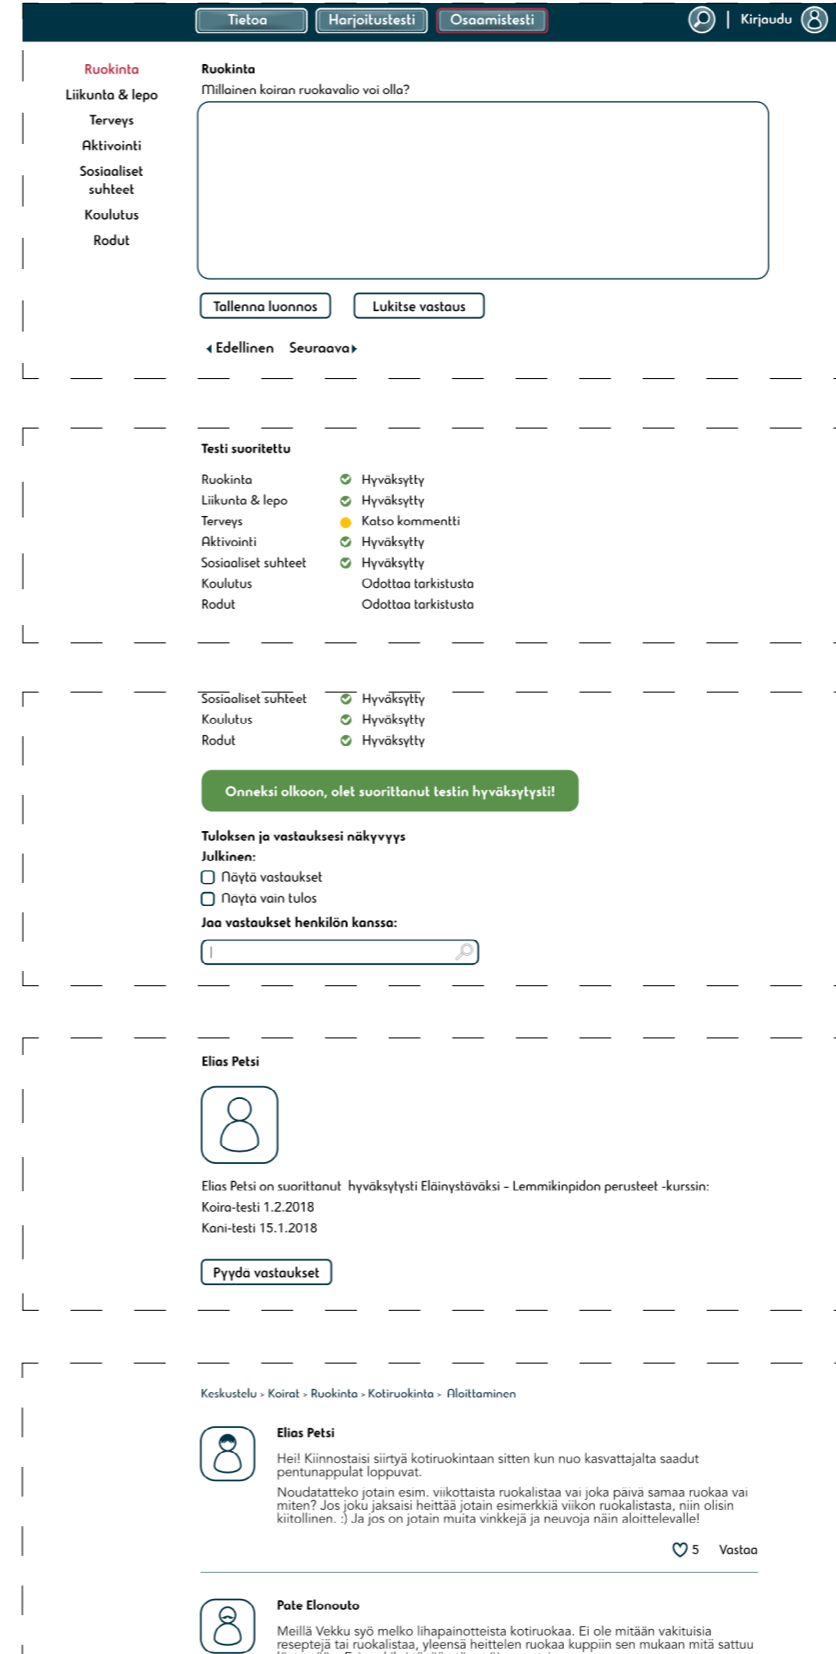 Tietoa Harjoitustesti Osaamistesti | Kirjaudu
Ruokinta
Liikunta & lepo
Terveys
Aktivointi
Sosiaaliset
suhteet
Koulutus
Rodut
Ruokinta
Millainen koiran ruokavalio voi olla?
Tallenna luonnos Lukitse vastaus
Edellinen Seuraava
Testi suoritettu
Ruokinta Hyväksytty
Liikunta & lepo Hyväksytty
Terveys Katso kommentti
Aktivointi Hyväksytty
Sosiaaliset suhteet Hyväksytty
Koulutus Odottaa tarkistusta
Rodut Odottaa tarkistusta
Sosiaaliset suhteet Hyväksytty
Koulutus Hyväksytty
Rodut Hyväksytty
Onneksi olkoon, olet suorittanut testin hyväksytysti!
Tuloksen ja vastauksesi näkyvyys
Julkinen:
Näytä vastaukset
Näytä vain tulos
Jaa vastaukset henkilön kanssa:
Elias Petsi
Elias Petsi on suorittanut hyväksytysti Eläinystäväksi – Lemmikinpidon perusteet -kurssin:
Koira-testi 1.2.2018
Kani-testi 15.1.2018
Pyydä vastaukset
Keskustelu > Koirat > Ruokinta > Kotiruokinta > Aloittaminen
Elias Petsi
Hei! Kiinnostaisi siirtyä kotiruokintaan sitten kun nuo kasvattajalta saadut
pentunappulat loppuvat.
Noudatatteko jotain esim. viikottaista ruokalistaa vai joka päivä samaa ruokaa vai
miten? Jos joku jaksaisi heittää jotain esimerkkiä viikon ruokalistasta, niin olisin
kiitollinen. :) Ja jos on jotain muita vinkkejä ja neuvoja näin aloittelevalle!
5 Vastaa
Pate Elonouto
Meillä Vekku syö melko lihapainotteista kotiruokaa. Ei ole mitään vakituisia
reseptejä tai ruokalistaa, yleensä heittelen ruokaa kuppiin sen mukaan mitä sattuu